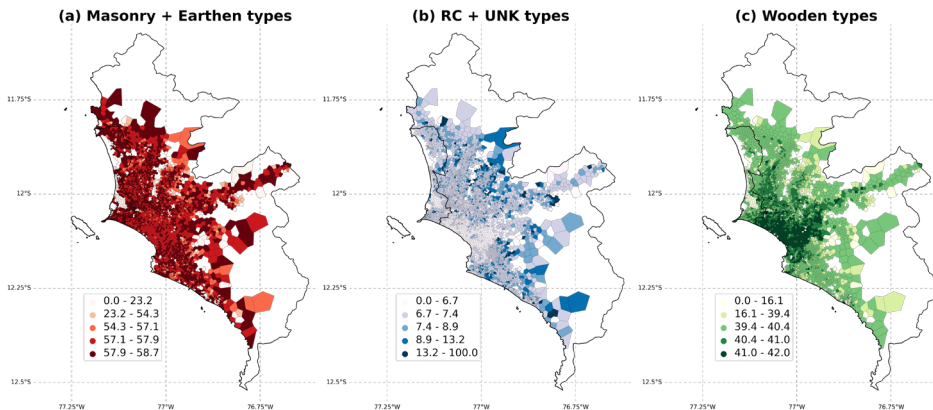 (a) Masonry + Earthen types
(b) RC + UNK types
(c) Wooden types
11.75°S
12°S
12.25°S
12.5°S
77.25°W
77°W
76.75°W
0.0 - 23.2
23.2 - 54.3
54.3 - 57.1
57.1 - 57.9
57.9 - 58.7
11.75°S
12°S
12.25°S
12.5°S
77.25°W
77°W
76.75°W
0.0 - 6.7
6.7 - 7.4
7.4 - 8.9
8.9 - 13.2
13.2 - 100.0
11.75°S
12°S
12.25°S
12.5°S
77.25°W
77°W
76.75°W
0.0 - 16.1
16.1 - 39.4
39.4 - 40.4
40.4 - 41.0
41.0 - 42.0